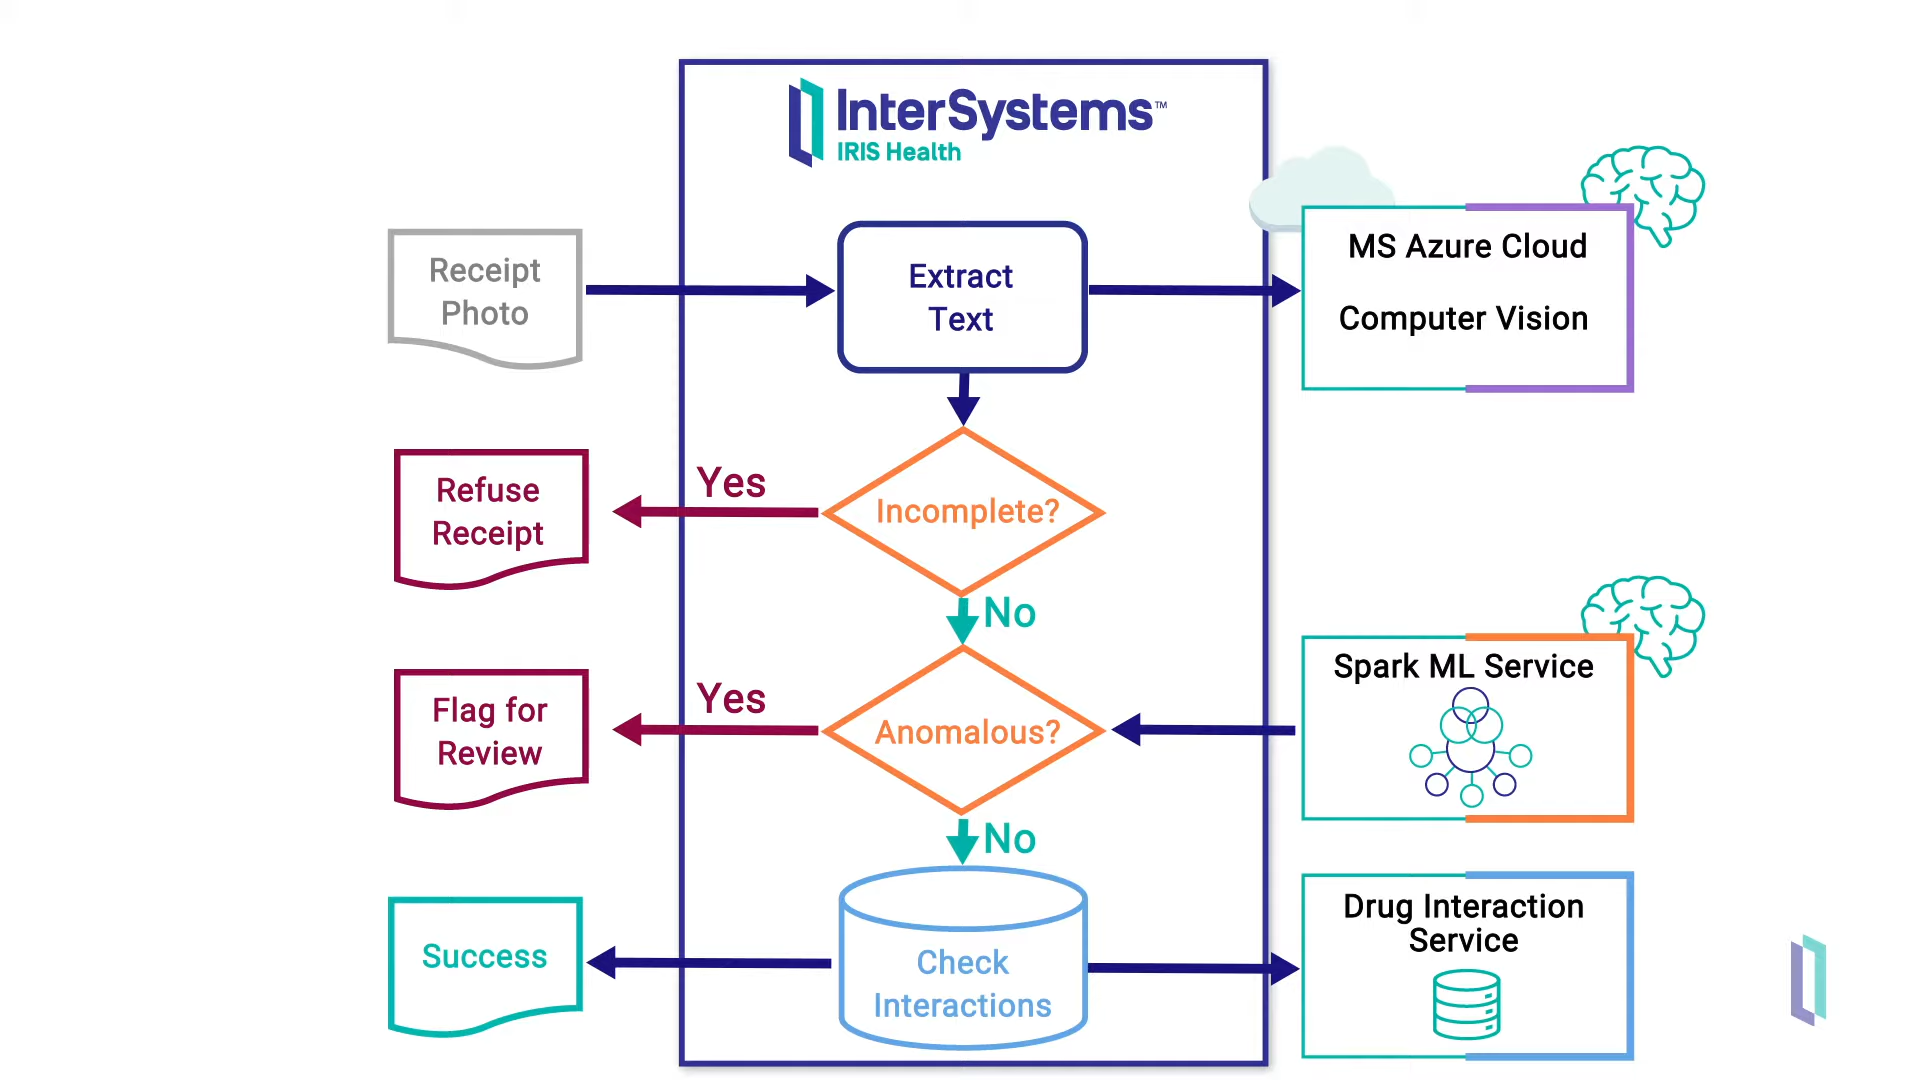 InterSystems™
IRIS Health
Receipt
Photo
Extract
Text
MS Azure Cloud
Computer Vision
Refuse
Receipt
Yes
Incomplete?
No
Flag for
Review
Yes
Anomalous?
Spark ML Service
No
Success
Check
Interactions
Drug Interaction
Service